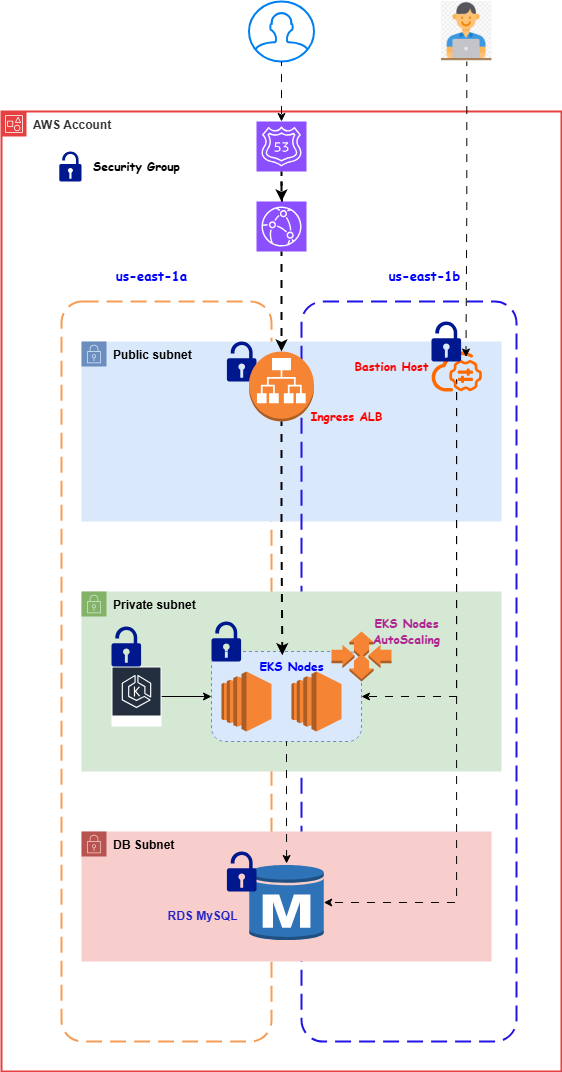 AWS Account
53
Security Group
us-east-1a
us-east-1b
Public subnet
Bastion Host
Ingress ALB
Private subnet
EKS Nodes
AutoScaling
EKS Nodes
K
DB Subnet
M
RDS MySQL